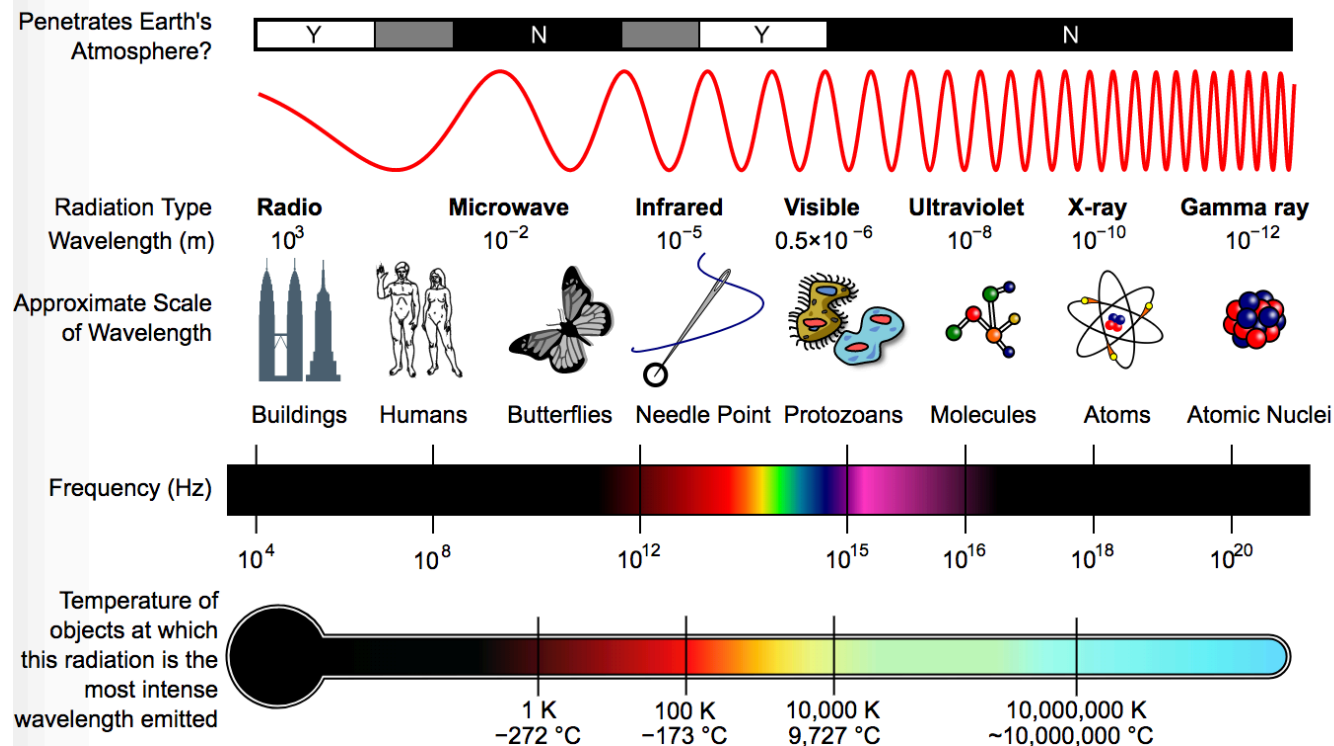 Penetrates Earth's
Atmosphere?
Y N Y N
Radiation Type Radio Microwave Infrared Visible Ultraviolet X-ray Gamma ray
Wavelength (m) 10³ 10⁻² 10⁻⁵ 0.5×10⁻⁶ 10⁻⁸ 10⁻¹⁰ 10⁻¹²
Approximate Scale
of Wavelength
Buildings Humans Butterflies Needle Point Protozoans Molecules Atoms Atomic Nuclei
Frequency (Hz)
10⁴ 10⁸ 10¹² 10¹⁵ 10¹⁶ 10¹⁸ 10²⁰
Temperature of
objects at which
this radiation is the
most intense
wavelength emitted
1 K 100 K 10,000 K 10,000,000 K
−272 °C −173 °C 9,727 °C ~10,000,000 °C